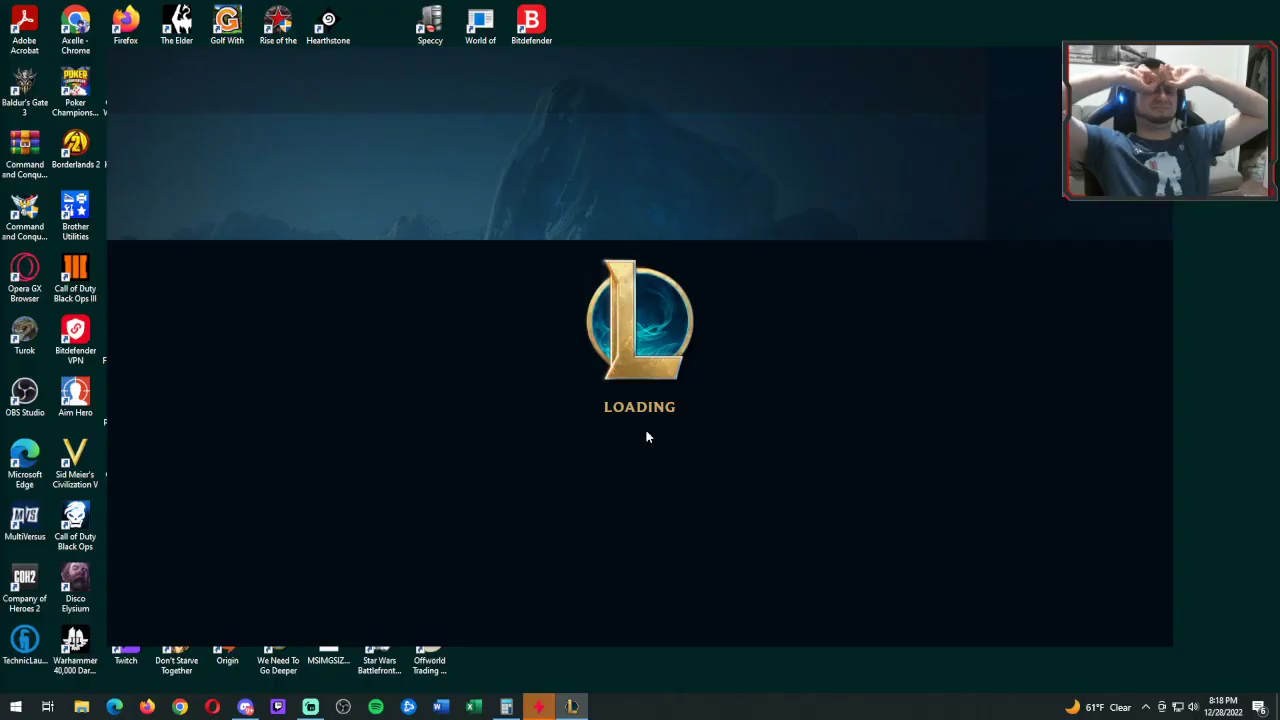 Adobe
Acrobat
Axelle -
Chrome
Firefox
The Elder
Golf With
Rise of the
Hearthstone
Speccy
World of
Bitdefender
Baldur's Gate
3
Poker
Champions...
Command
and Conqu...
Borderlands 2
Command
and Conqu...
Brother
Utilities
Opera GX
Browser
Call of Duty
Black Ops III
Turok
Bitdefender
VPN
OBS Studio
Aim Hero
LOADING
Microsoft
Edge
Sid Meier's
Civilization V
MultiVersus
Call of Duty
Black Ops
Company of
Heroes 2
Disco
Elysium
TechnicLau...
Warhammer
40,000 Dar...
Twitch
Don't Starve
Together
Origin
We Need To
Go Deeper
MSIMGSIZ...
Star Wars
Battlefront...
Offworld
Trading ...
61°F Clear
8:18 PM
12/28/2022